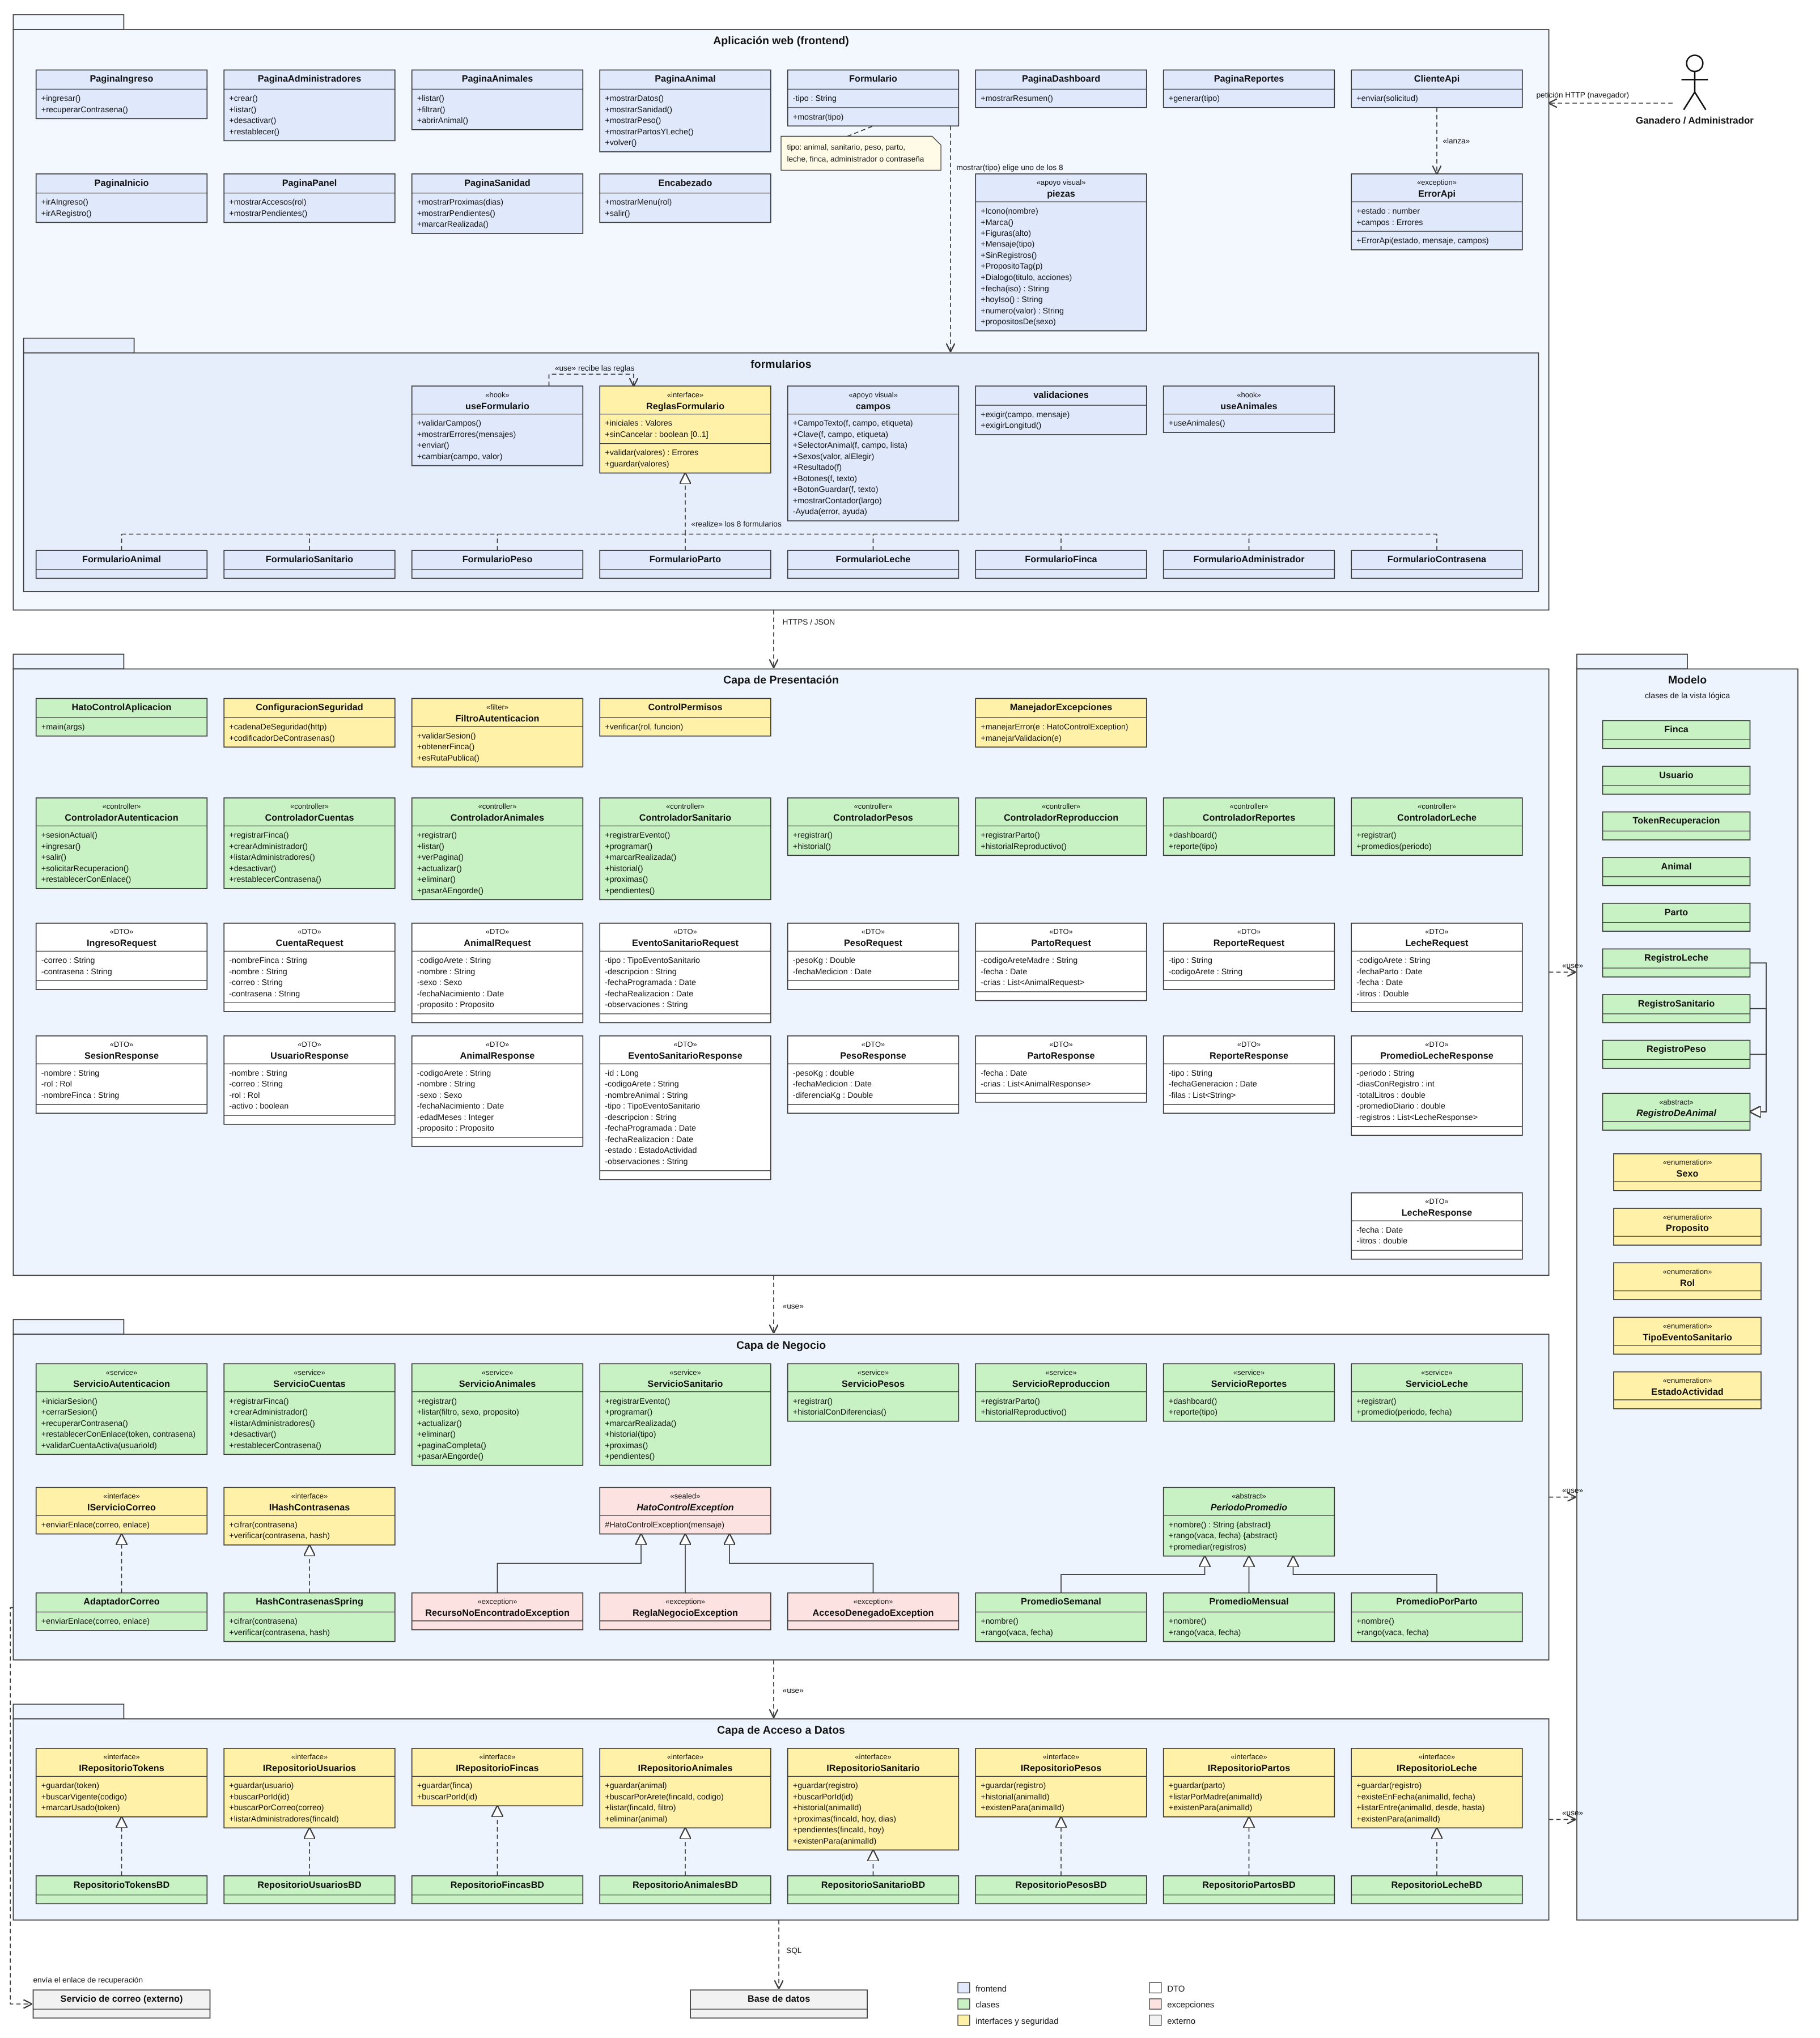 Aplicación web (frontend)
PaginaIngreso
+ingresar()
+recuperarContrasena()
PaginaAdministradores
+crear()
+listar()
+desactivar()
+restablecer()
PaginaAnimales
+listar()
+filtrar()
+abrirAnimal()
PaginaAnimal
+mostrarDatos()
+mostrarSanidad()
+mostrarPeso()
+mostrarPartosYLeche()
+volver()
Formulario
-tipo : String
+mostrar(tipo)
PaginaDashboard
+mostrarResumen()
PaginaReportes
+generar(tipo)
ClienteApi
+enviar(solicitud)
petición HTTP (navegador)
Ganadero / Administrador
tipo: animal, sanitario, peso, parto,
leche, finca, administrador o contraseña
«lanza»
mostrar(tipo) elige uno de los 8
PaginaInicio
+irAIngreso()
+irARegistro()
PaginaPanel
+mostrarAccesos(rol)
+mostrarPendientes()
PaginaSanidad
+mostrarProximas(dias)
+mostrarPendientes()
+marcarRealizada()
Encabezado
+mostrarMenu(rol)
+salir()
«apoyo visual»
piezas
+Icono(nombre)
+Marca()
+Figuras(alto)
+Mensaje(tipo)
+SinRegistros()
+PropositoTag(p)
+Dialogo(titulo, acciones)
+fecha(iso) : String
+hoyIso() : String
+numero(valor) : String
+propositosDe(sexo)
«exception»
ErrorApi
+estado : number
+campos : Errores
+ErrorApi(estado, mensaje, campos)
formularios
«use» recibe las reglas
«hook»
useFormulario
+validarCampos()
+mostrarErrores(mensajes)
+enviar()
+cambiar(campo, valor)
«interface»
ReglasFormulario
+iniciales : Valores
+sinCancelar : boolean [0..1]
+validar(valores) : Errores
+guardar(valores)
«apoyo visual»
campos
+CampoTexto(f, campo, etiqueta)
+Clave(f, campo, etiqueta)
+SelectorAnimal(f, campo, lista)
+Sexos(valor, alElegir)
+Resultado(f)
+Botones(f, texto)
+BotonGuardar(f, texto)
+mostrarContador(largo)
-Ayuda(error, ayuda)
validaciones
+exigir(campo, mensaje)
+exigirLongitud()
«hook»
useAnimales
+useAnimales()
«realize» los 8 formularios
FormularioAnimal
FormularioSanitario
FormularioPeso
FormularioParto
FormularioLeche
FormularioFinca
FormularioAdministrador
FormularioContrasena
HTTPS / JSON
Capa de Presentación
HatoControlAplicacion
+main(args)
ConfiguracionSeguridad
+cadenaDeSeguridad(http)
+codificadorDeContrasenas()
«filter»
FiltroAutenticacion
+validarSesion()
+obtenerFinca()
+esRutaPublica()
ControlPermisos
+verificar(rol, funcion)
ManejadorExcepciones
+manejarError(e : HatoControlException)
+manejarValidacion(e)
«controller»
ControladorAutenticacion
+sesionActual()
+ingresar()
+salir()
+solicitarRecuperacion()
+restablecerConEnlace()
«controller»
ControladorCuentas
+registrarFinca()
+crearAdministrador()
+listarAdministradores()
+desactivar()
+restablecerContrasena()
«controller»
ControladorAnimales
+registrar()
+listar()
+verPagina()
+actualizar()
+eliminar()
+pasarAEngorde()
«controller»
ControladorSanitario
+registrarEvento()
+programar()
+marcarRealizada()
+historial()
+proximas()
+pendientes()
«controller»
ControladorPesos
+registrar()
+historial()
«controller»
ControladorReproduccion
+registrarParto()
+historialReproductivo()
«controller»
ControladorReportes
+dashboard()
+reporte(tipo)
«controller»
ControladorLeche
+registrar()
+promedios(periodo)
«DTO»
IngresoRequest
-correo : String
-contrasena : String
«DTO»
CuentaRequest
-nombreFinca : String
-nombre : String
-correo : String
-contrasena : String
«DTO»
AnimalRequest
-codigoArete : String
-nombre : String
-sexo : Sexo
-fechaNacimiento : Date
-proposito : Proposito
«DTO»
EventoSanitarioRequest
-tipo : TipoEventoSanitario
-descripcion : String
-fechaProgramada : Date
-fechaRealizacion : Date
-observaciones : String
«DTO»
PesoRequest
-pesoKg : Double
-fechaMedicion : Date
«DTO»
PartoRequest
-codigoAreteMadre : String
-fecha : Date
-crias : List<AnimalRequest>
«DTO»
ReporteRequest
-tipo : String
-codigoArete : String
«DTO»
LecheRequest
-codigoArete : String
-fechaParto : Date
-fecha : Date
-litros : Double
«DTO»
SesionResponse
-nombre : String
-rol : Rol
-nombreFinca : String
«DTO»
UsuarioResponse
-nombre : String
-correo : String
-rol : Rol
-activo : boolean
«DTO»
AnimalResponse
-codigoArete : String
-nombre : String
-sexo : Sexo
-fechaNacimiento : Date
-edadMeses : Integer
-proposito : Proposito
«DTO»
EventoSanitarioResponse
-id : Long
-codigoArete : String
-nombreAnimal : String
-tipo : TipoEventoSanitario
-descripcion : String
-fechaProgramada : Date
-fechaRealizacion : Date
-estado : EstadoActividad
-observaciones : String
«DTO»
PesoResponse
-pesoKg : double
-fechaMedicion : Date
-diferenciaKg : Double
«DTO»
PartoResponse
-fecha : Date
-crias : List<AnimalResponse>
«DTO»
ReporteResponse
-tipo : String
-fechaGeneracion : Date
-filas : List<String>
«DTO»
PromedioLecheResponse
-periodo : String
-diasConRegistro : int
-totalLitros : double
-promedioDiario : double
-registros : List<LecheResponse>
«DTO»
LecheResponse
-fecha : Date
-litros : double
«use»
Modelo
clases de la vista lógica
Finca
Usuario
TokenRecuperacion
Animal
Parto
RegistroLeche
RegistroSanitario
RegistroPeso
«abstract»
RegistroDeAnimal
«enumeration»
Sexo
«enumeration»
Proposito
«enumeration»
Rol
«enumeration»
TipoEventoSanitario
«enumeration»
EstadoActividad
«use»
Capa de Negocio
«service»
ServicioAutenticacion
+iniciarSesion()
+cerrarSesion()
+recuperarContrasena()
+restablecerConEnlace(token, contrasena)
+validarCuentaActiva(usuarioId)
«service»
ServicioCuentas
+registrarFinca()
+crearAdministrador()
+listarAdministradores()
+desactivar()
+restablecerContrasena()
«service»
ServicioAnimales
+registrar()
+listar(filtro, sexo, proposito)
+actualizar()
+eliminar()
+paginaCompleta()
+pasarAEngorde()
«service»
ServicioSanitario
+registrarEvento()
+programar()
+marcarRealizada()
+historial(tipo)
+proximas()
+pendientes()
«service»
ServicioPesos
+registrar()
+historialConDiferencias()
«service»
ServicioReproduccion
+registrarParto()
+historialReproductivo()
«service»
ServicioReportes
+dashboard()
+reporte(tipo)
«service»
ServicioLeche
+registrar()
+promedio(periodo, fecha)
«interface»
IServicioCorreo
+enviarEnlace(correo, enlace)
«interface»
IHashContrasenas
+cifrar(contrasena)
+verificar(contrasena, hash)
«sealed»
HatoControlException
#HatoControlException(mensaje)
«abstract»
PeriodoPromedio
+nombre() : String {abstract}
+rango(vaca, fecha) {abstract}
+promediar(registros)
«use»
AdaptadorCorreo
+enviarEnlace(correo, enlace)
HashContrasenasSpring
+cifrar(contrasena)
+verificar(contrasena, hash)
«exception»
RecursoNoEncontradoException
«exception»
ReglaNegocioException
«exception»
AccesoDenegadoException
PromedioSemanal
+nombre()
+rango(vaca, fecha)
PromedioMensual
+nombre()
+rango(vaca, fecha)
PromedioPorParto
+nombre()
+rango(vaca, fecha)
«use»
Capa de Acceso a Datos
«interface»
IRepositorioTokens
+guardar(token)
+buscarVigente(codigo)
+marcarUsado(token)
«interface»
IRepositorioUsuarios
+guardar(usuario)
+buscarPorId(id)
+buscarPorCorreo(correo)
+listarAdministradores(fincaId)
«interface»
IRepositorioFincas
+guardar(finca)
+buscarPorId(id)
«interface»
IRepositorioAnimales
+guardar(animal)
+buscarPorArete(fincaId, codigo)
+listar(fincaId, filtro)
+eliminar(animal)
«interface»
IRepositorioSanitario
+guardar(registro)
+buscarPorId(id)
+historial(animalId)
+proximas(fincaId, hoy, dias)
+pendientes(fincaId, hoy)
+existenPara(animalId)
«interface»
IRepositorioPesos
+guardar(registro)
+historial(animalId)
+existenPara(animalId)
«interface»
IRepositorioPartos
+guardar(parto)
+listarPorMadre(animalId)
+existenPara(animalId)
«interface»
IRepositorioLeche
+guardar(registro)
+existeEnFecha(animalId, fecha)
+listarEntre(animalId, desde, hasta)
+existenPara(animalId)
«use»
RepositorioTokensBD
RepositorioUsuariosBD
RepositorioFincasBD
RepositorioAnimalesBD
RepositorioSanitarioBD
RepositorioPesosBD
RepositorioPartosBD
RepositorioLecheBD
SQL
envía el enlace de recuperación
Servicio de correo (externo)
Base de datos
frontend
clases
interfaces y seguridad
DTO
excepciones
externo